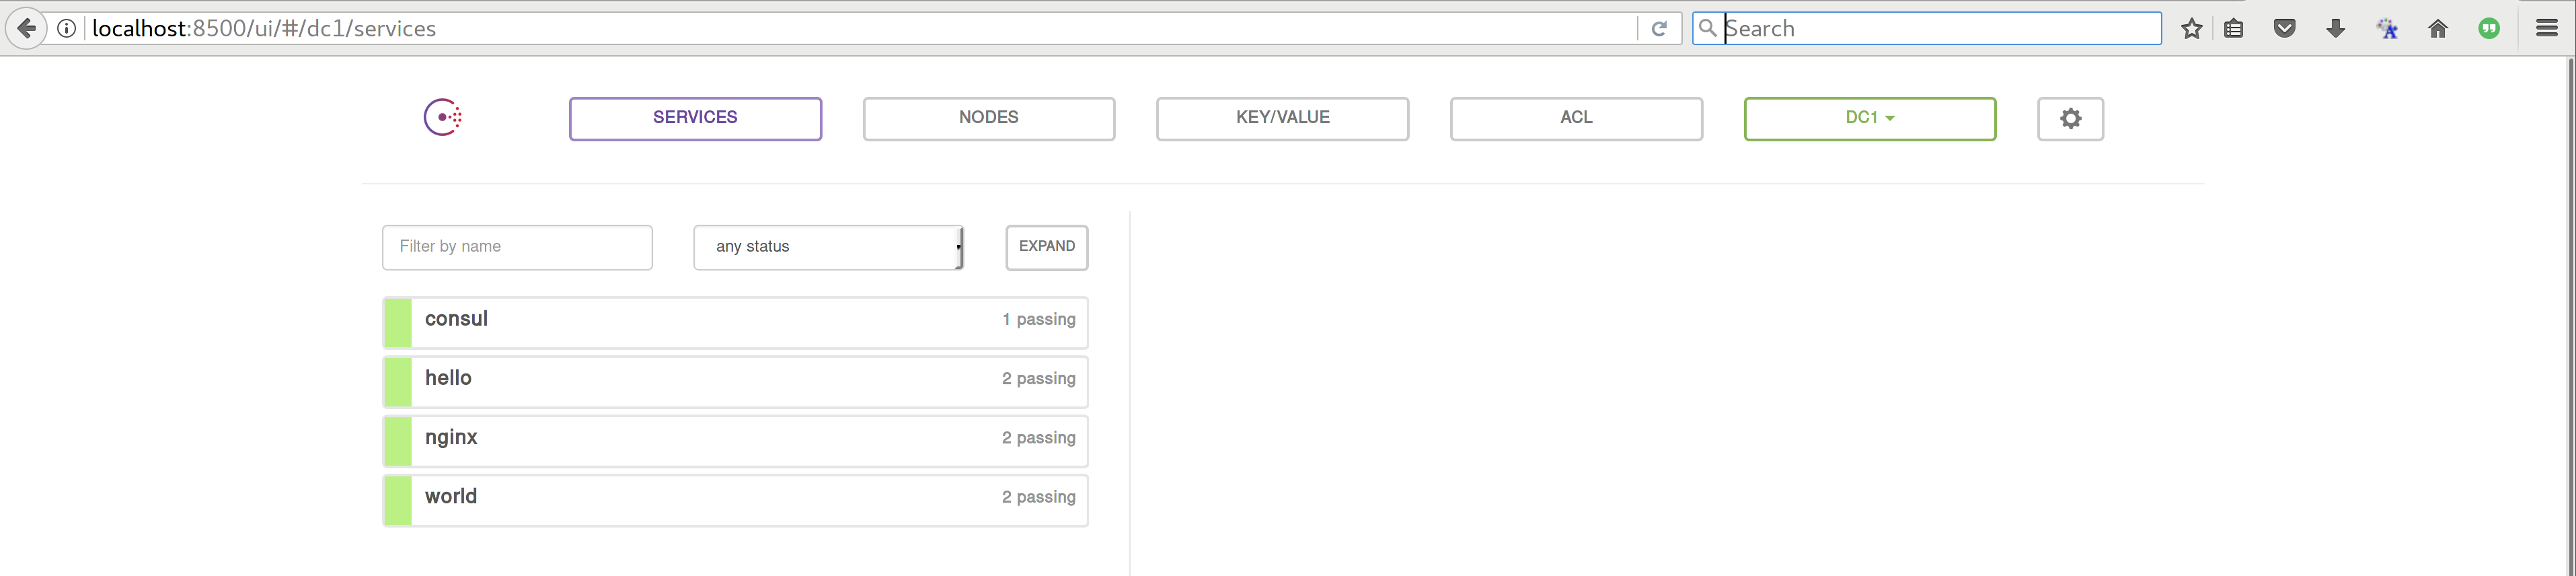 localhost:8500/ui/#/dc1/services
Search
SERVICES
NODES
KEY/VALUE
ACL
DC1
Filter by name
any status
EXPAND
consul
1 passing
hello
2 passing
nginx
2 passing
world
2 passing